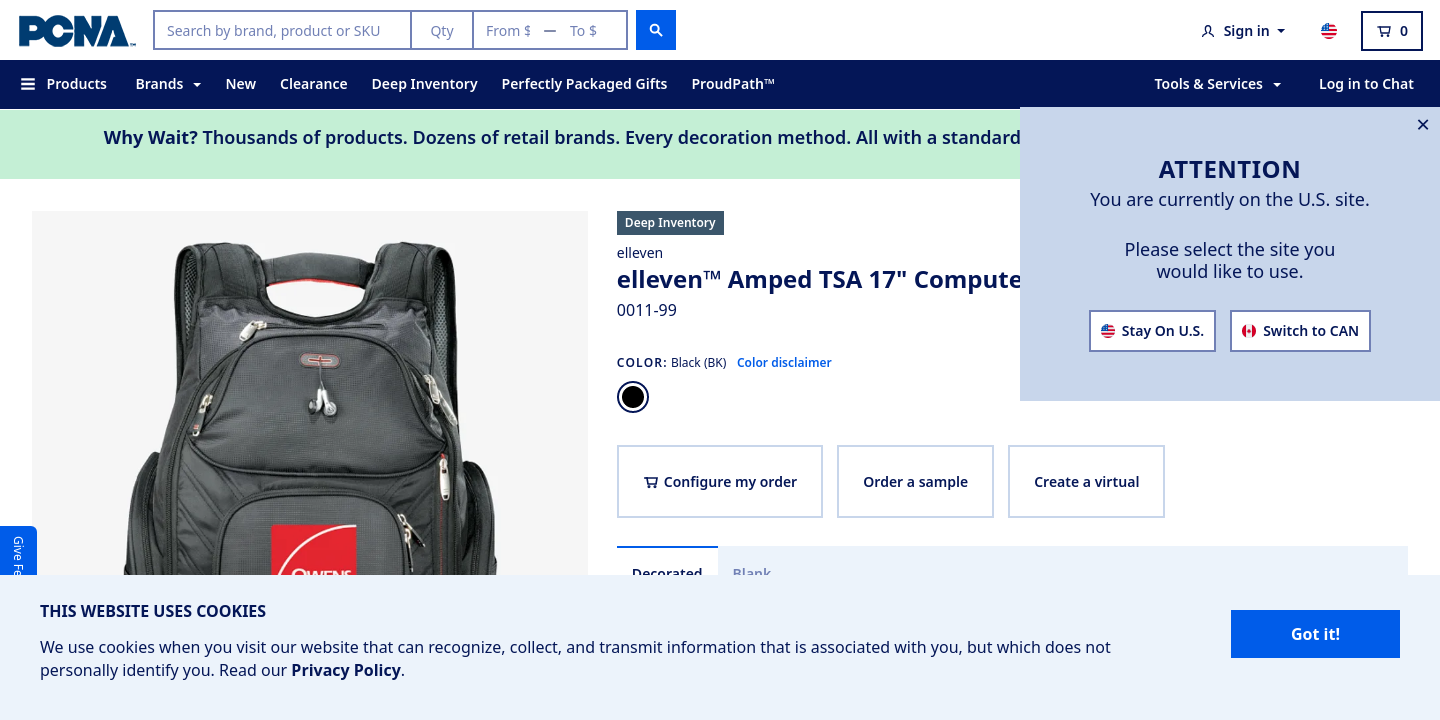 PCNA™
Search by brand, product or SKU
Qty
From $
—
To $
Sign in
0
Products
Brands
New
Clearance
Deep Inventory
Perfectly Packaged Gifts
ProudPath™
Tools & Services
Log in to Chat
Why Wait? Thousands of products. Dozens of retail brands. Every decoration method. All with a standard
ATTENTION
You are currently on the U.S. site.
Please select the site you
would like to use.
Stay On U.S.
Switch to CAN
Deep Inventory
elleven
elleven™ Amped TSA 17" Compute
0011-99
COLOR: Black (BK) Color disclaimer
Configure my order
Order a sample
Create a virtual
Decorated
Blank
OWENS
Give Fe
THIS WEBSITE USES COOKIES
We use cookies when you visit our website that can recognize, collect, and transmit information that is associated with you, but which does not
personally identify you. Read our Privacy Policy.
Got it!